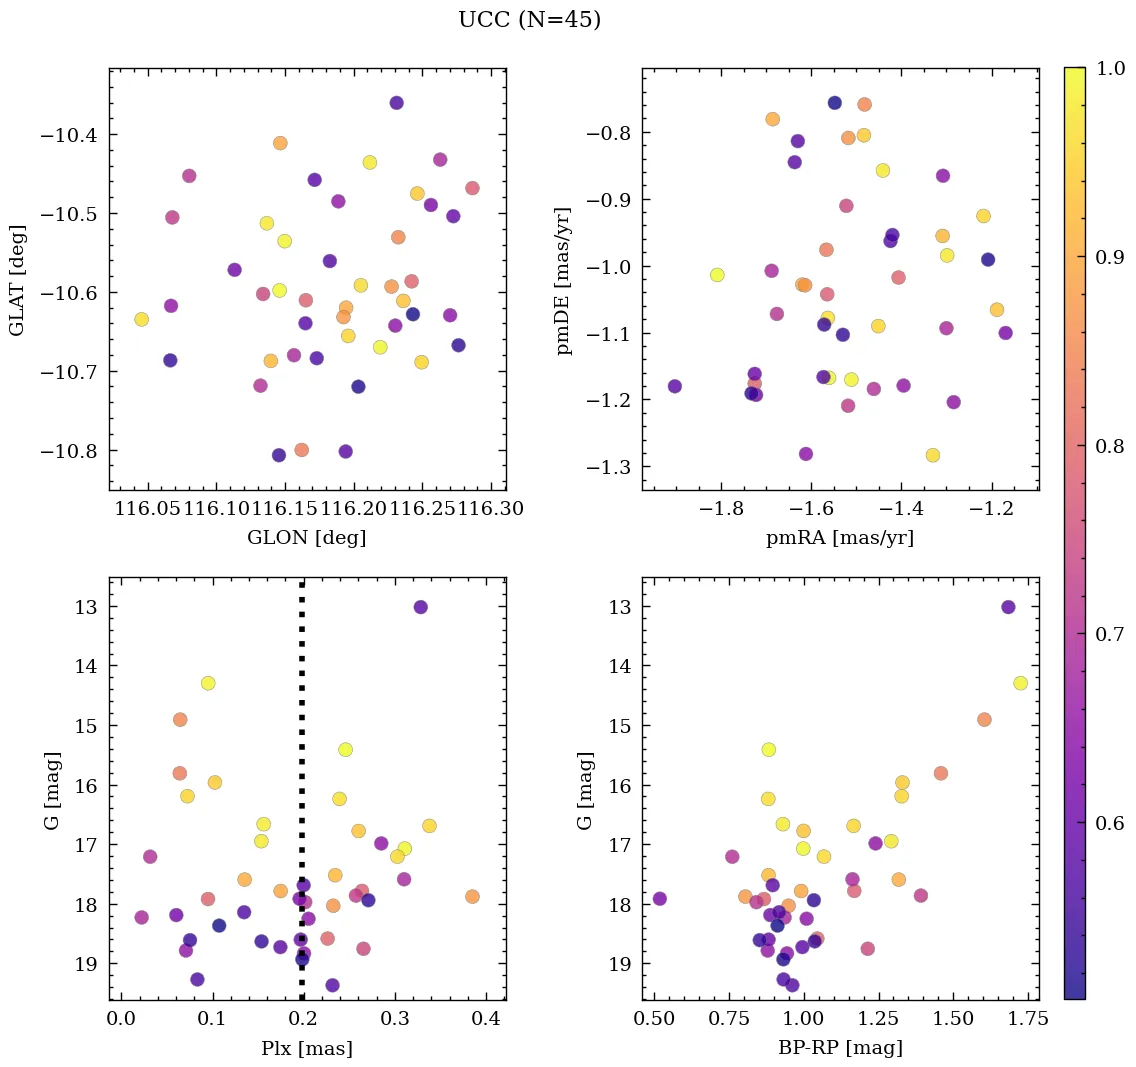 UCC (N=45)
−10.4
−10.5
−10.6
−10.7
−10.8
GLAT [deg]
116.05 116.10 116.15 116.20 116.25 116.30
GLON [deg]
−0.8
−0.9
−1.0
−1.1
−1.2
−1.3
pmDE [mas/yr]
−1.8 −1.6 −1.4 −1.2
pmRA [mas/yr]
1.0
0.9
0.8
0.7
0.6
13
14
15
16
17
18
19
G [mag]
0.0 0.1 0.2 0.3 0.4
Plx [mas]
13
14
15
16
17
18
19
G [mag]
0.50 0.75 1.00 1.25 1.50 1.75
BP-RP [mag]